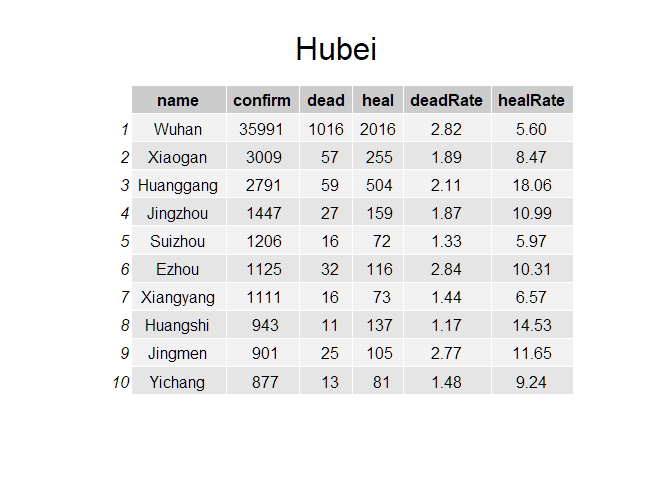 Hubei
name confirm dead heal deadRate healRate
1 Wuhan 35991 1016 2016 2.82 5.60
2 Xiaogan 3009 57 255 1.89 8.47
3 Huanggang 2791 59 504 2.11 18.06
4 Jingzhou 1447 27 159 1.87 10.99
5 Suizhou 1206 16 72 1.33 5.97
6 Ezhou 1125 32 116 2.84 10.31
7 Xiangyang 1111 16 73 1.44 6.57
8 Huangshi 943 11 137 1.17 14.53
9 Jingmen 901 25 105 2.77 11.65
10 Yichang 877 13 81 1.48 9.24